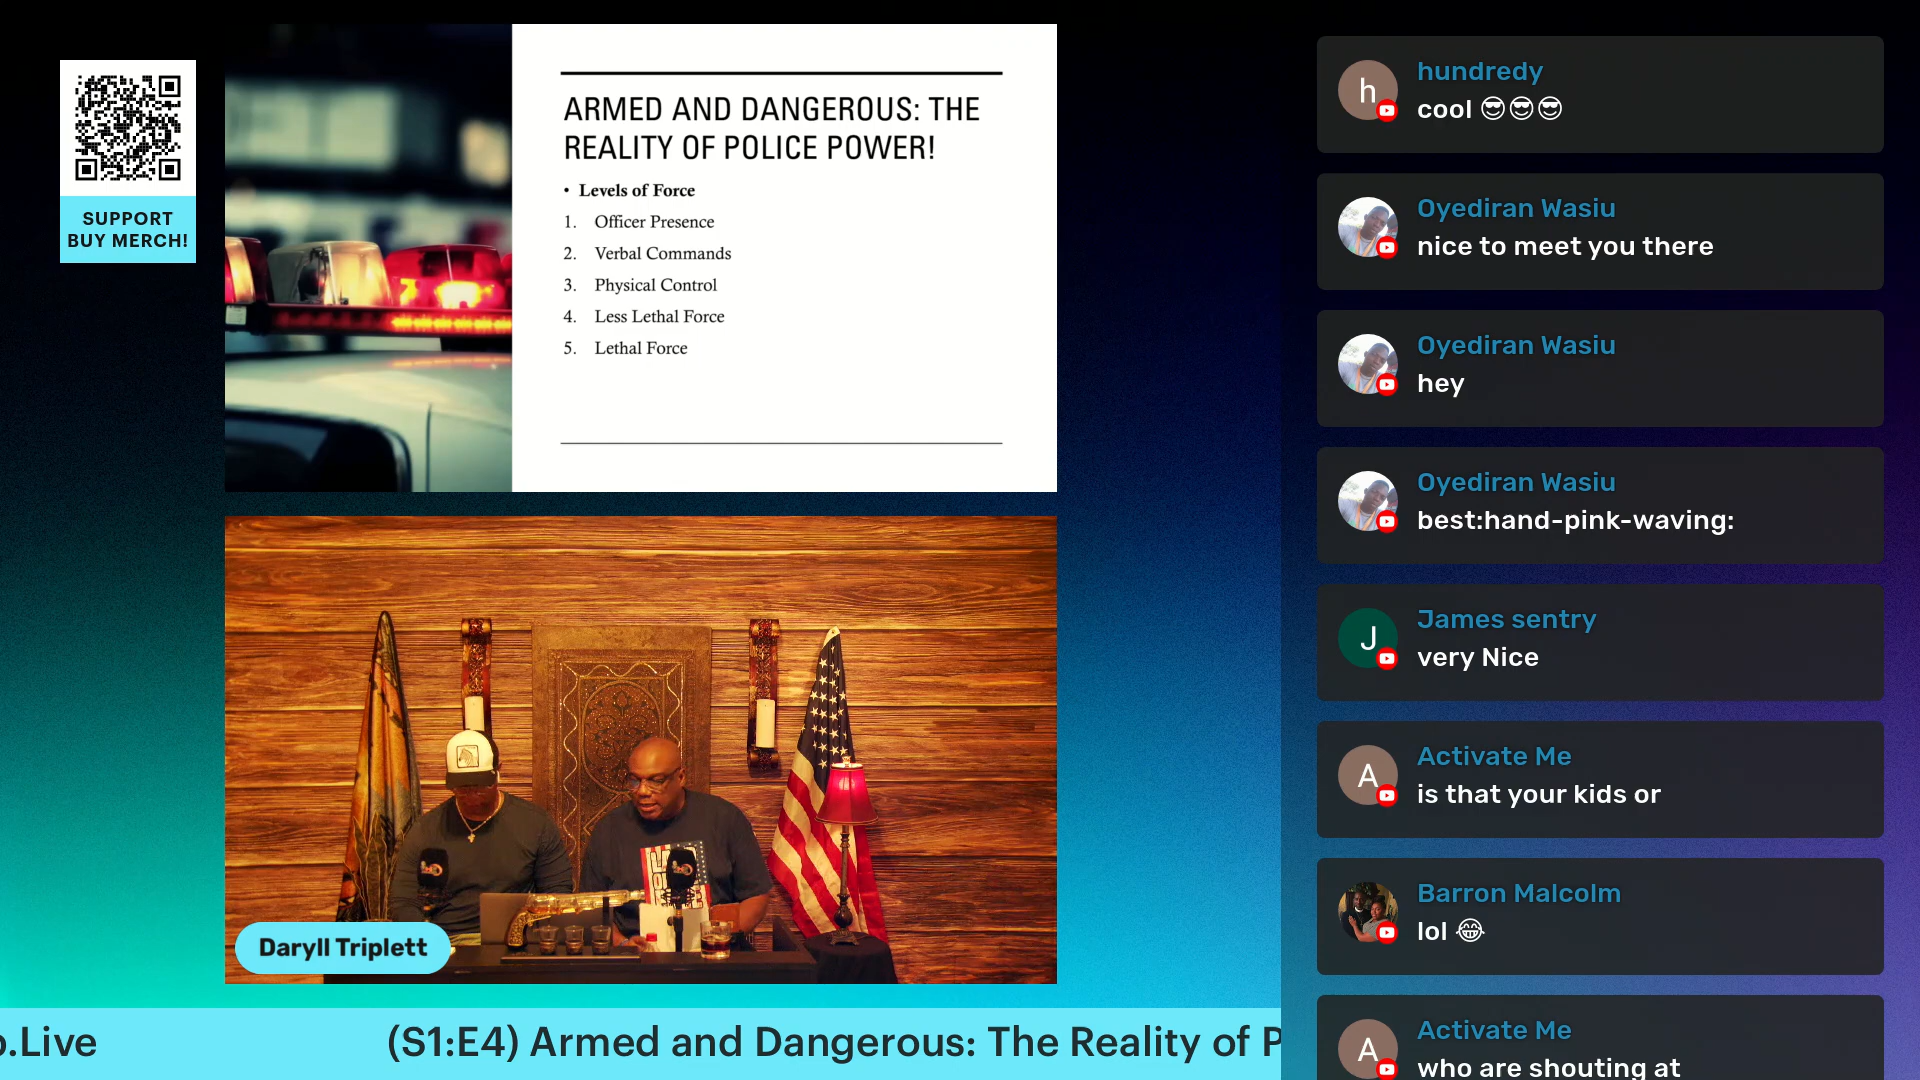 SUPPORT
BUY MERCH!
ARMED AND DANGEROUS: THE
REALITY OF POLICE POWER!
• Levels of Force
1. Officer Presence
2. Verbal Commands
3. Physical Control
4. Less Lethal Force
5. Lethal Force
Daryll Triplett
.Live
(S1:E4) Armed and Dangerous: The Reality of P
h
hundredy
cool 😎😎😎
Oyediran Wasiu
nice to meet you there
Oyediran Wasiu
hey
Oyediran Wasiu
best:hand-pink-waving:
J
James sentry
very Nice
A
Activate Me
is that your kids or
Barron Malcolm
lol 😂
A
Activate Me
who are shouting at